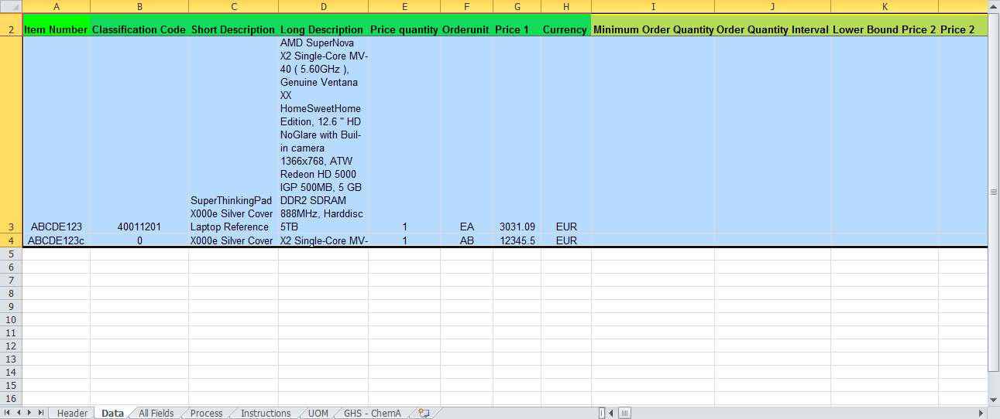 A B C D E F G H I J K
2 Item Number Classification Code Short Description Long Description Price quantity Orderunit Price 1 Currency Minimum Order Quantity Order Quantity Interval Lower Bound Price 2 Price 2
AMD SuperNova
X2 Single-Core MV-
40 ( 5.60GHz ),
Genuine Ventana
XX
HomeSweetHome
Edition, 12.6 " HD
NoGlare with Buil-
in camera
1366x768, ATW
Redeon HD 5000
IGP 500MB, 5 GB
SuperThinkingPad DDR2 SDRAM
X000e Silver Cover 888MHz, Harddisc
3 ABCDE123 40011201 Laptop Reference 5TB 1 EA 3031.09 EUR
4 ABCDE123c 0 X000e Silver Cover X2 Single-Core MV- 1 AB 12345.5 EUR
5
6
7
8
9
10
11
12
13
14
15
16
Header Data All Fields Process Instructions UOM GHS - ChemA